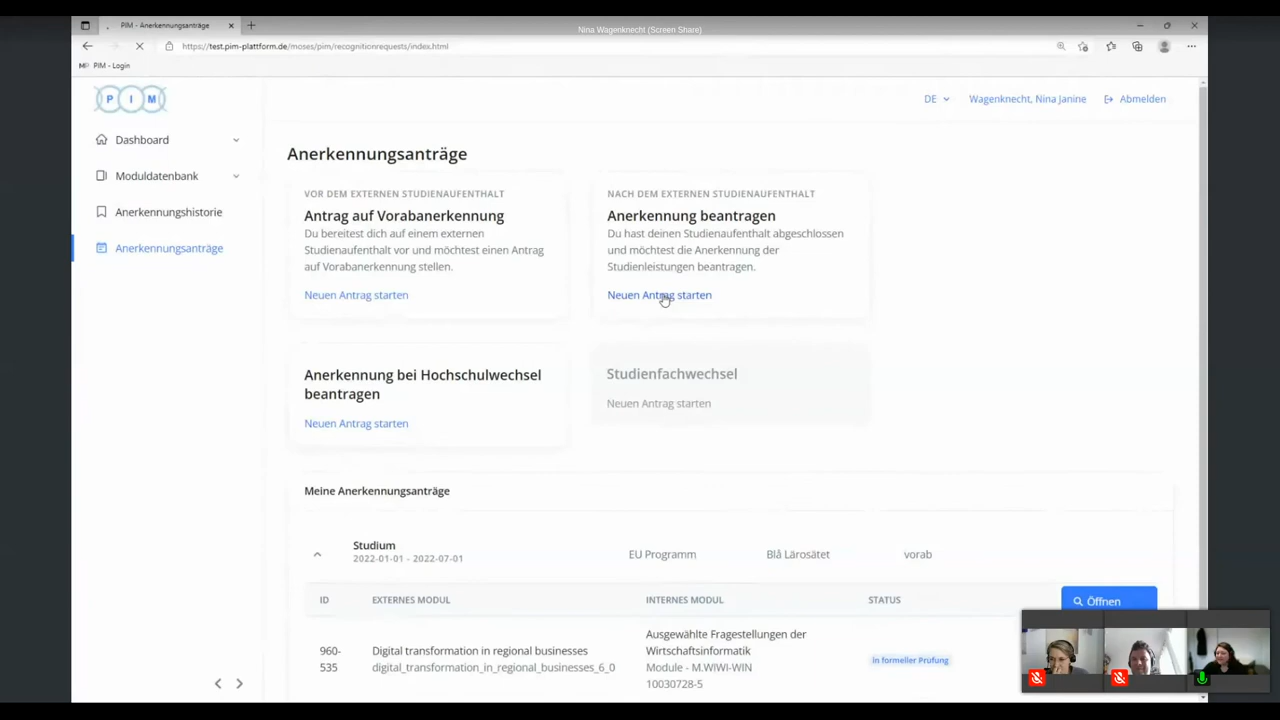 PIM - Anerkennungsanträge
Nina Wagenknecht (Screen Share)
https://test.pim-plattform.de/moses/pim/recognitionrequests/index.html
MP PIM - Login
P I M
DE
Wagenknecht, Nina Janine
Abmelden
Dashboard
Moduldatenbank
Anerkennungshistorie
Anerkennungsanträge
Anerkennungsanträge
VOR DEM EXTERNEN STUDIENAUFENTHALT
Antrag auf Vorabanerkennung
Du bereitest dich auf einem externen
Studienaufenthalt vor und möchtest einen Antrag
auf Vorabanerkennung stellen.
Neuen Antrag starten
NACH DEM EXTERNEN STUDIENAUFENTHALT
Anerkennung beantragen
Du hast deinen Studienaufenthalt abgeschlossen
und möchtest die Anerkennung der
Studienleistungen beantragen.
Neuen Antrag starten
Anerkennung bei Hochschulwechsel
beantragen
Neuen Antrag starten
Studienfachwechsel
Neuen Antrag starten
Meine Anerkennungsanträge
Studium
2022-01-01 - 2022-07-01
EU Programm
Blå Lärosätet
vorab
ID
EXTERNES MODUL
INTERNES MODUL
STATUS
Öffnen
960-
535
Digital transformation in regional businesses
digital_transformation_in_regional_businesses_6_0
Ausgewählte Fragestellungen der
Wirtschaftsinformatik
Module - M.WIWI-WIN
10030728-5
In formeller Prüfung